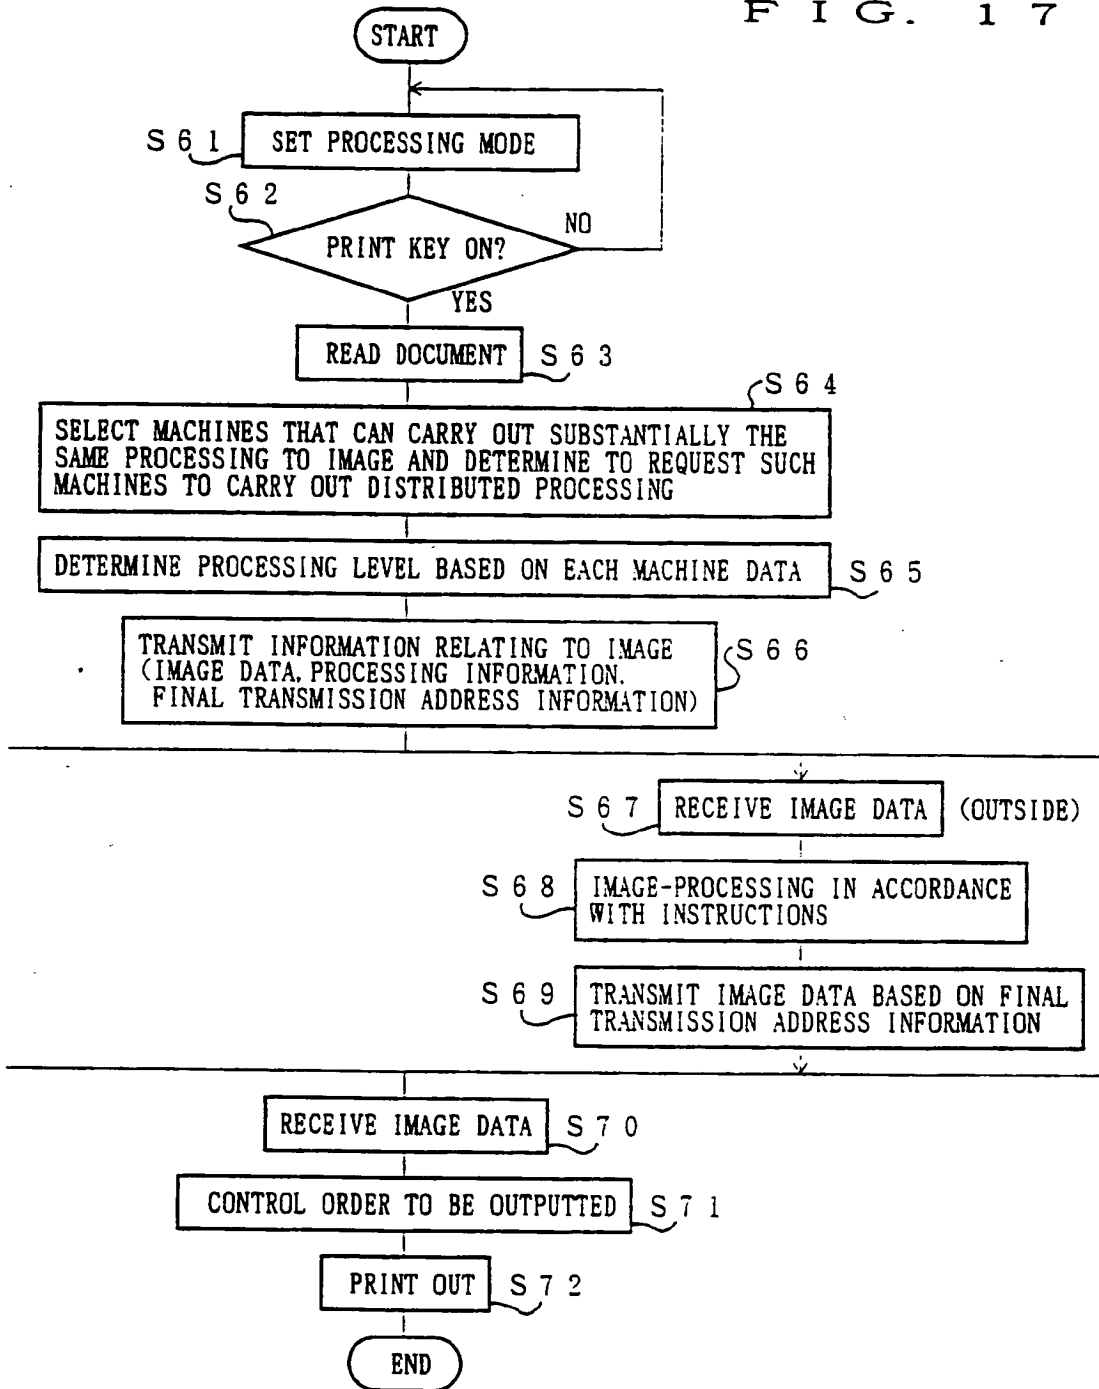 FIG. 17
START
S61
SET PROCESSING MODE
S62
PRINT KEY ON?
NO
YES
READ DOCUMENT
S63
S64
SELECT MACHINES THAT CAN CARRY OUT SUBSTANTIALLY THE
SAME PROCESSING TO IMAGE AND DETERMINE TO REQUEST SUCH
MACHINES TO CARRY OUT DISTRIBUTED PROCESSING
DETERMINE PROCESSING LEVEL BASED ON EACH MACHINE DATA
S65
TRANSMIT INFORMATION RELATING TO IMAGE
(IMAGE DATA, PROCESSING INFORMATION.
FINAL TRANSMISSION ADDRESS INFORMATION)
S66
S67
RECEIVE IMAGE DATA
(OUTSIDE)
S68
IMAGE-PROCESSING IN ACCORDANCE
WITH INSTRUCTIONS
S69
TRANSMIT IMAGE DATA BASED ON FINAL
TRANSMISSION ADDRESS INFORMATION
RECEIVE IMAGE DATA
S70
CONTROL ORDER TO BE OUTPUTTED
S71
PRINT OUT
S72
END